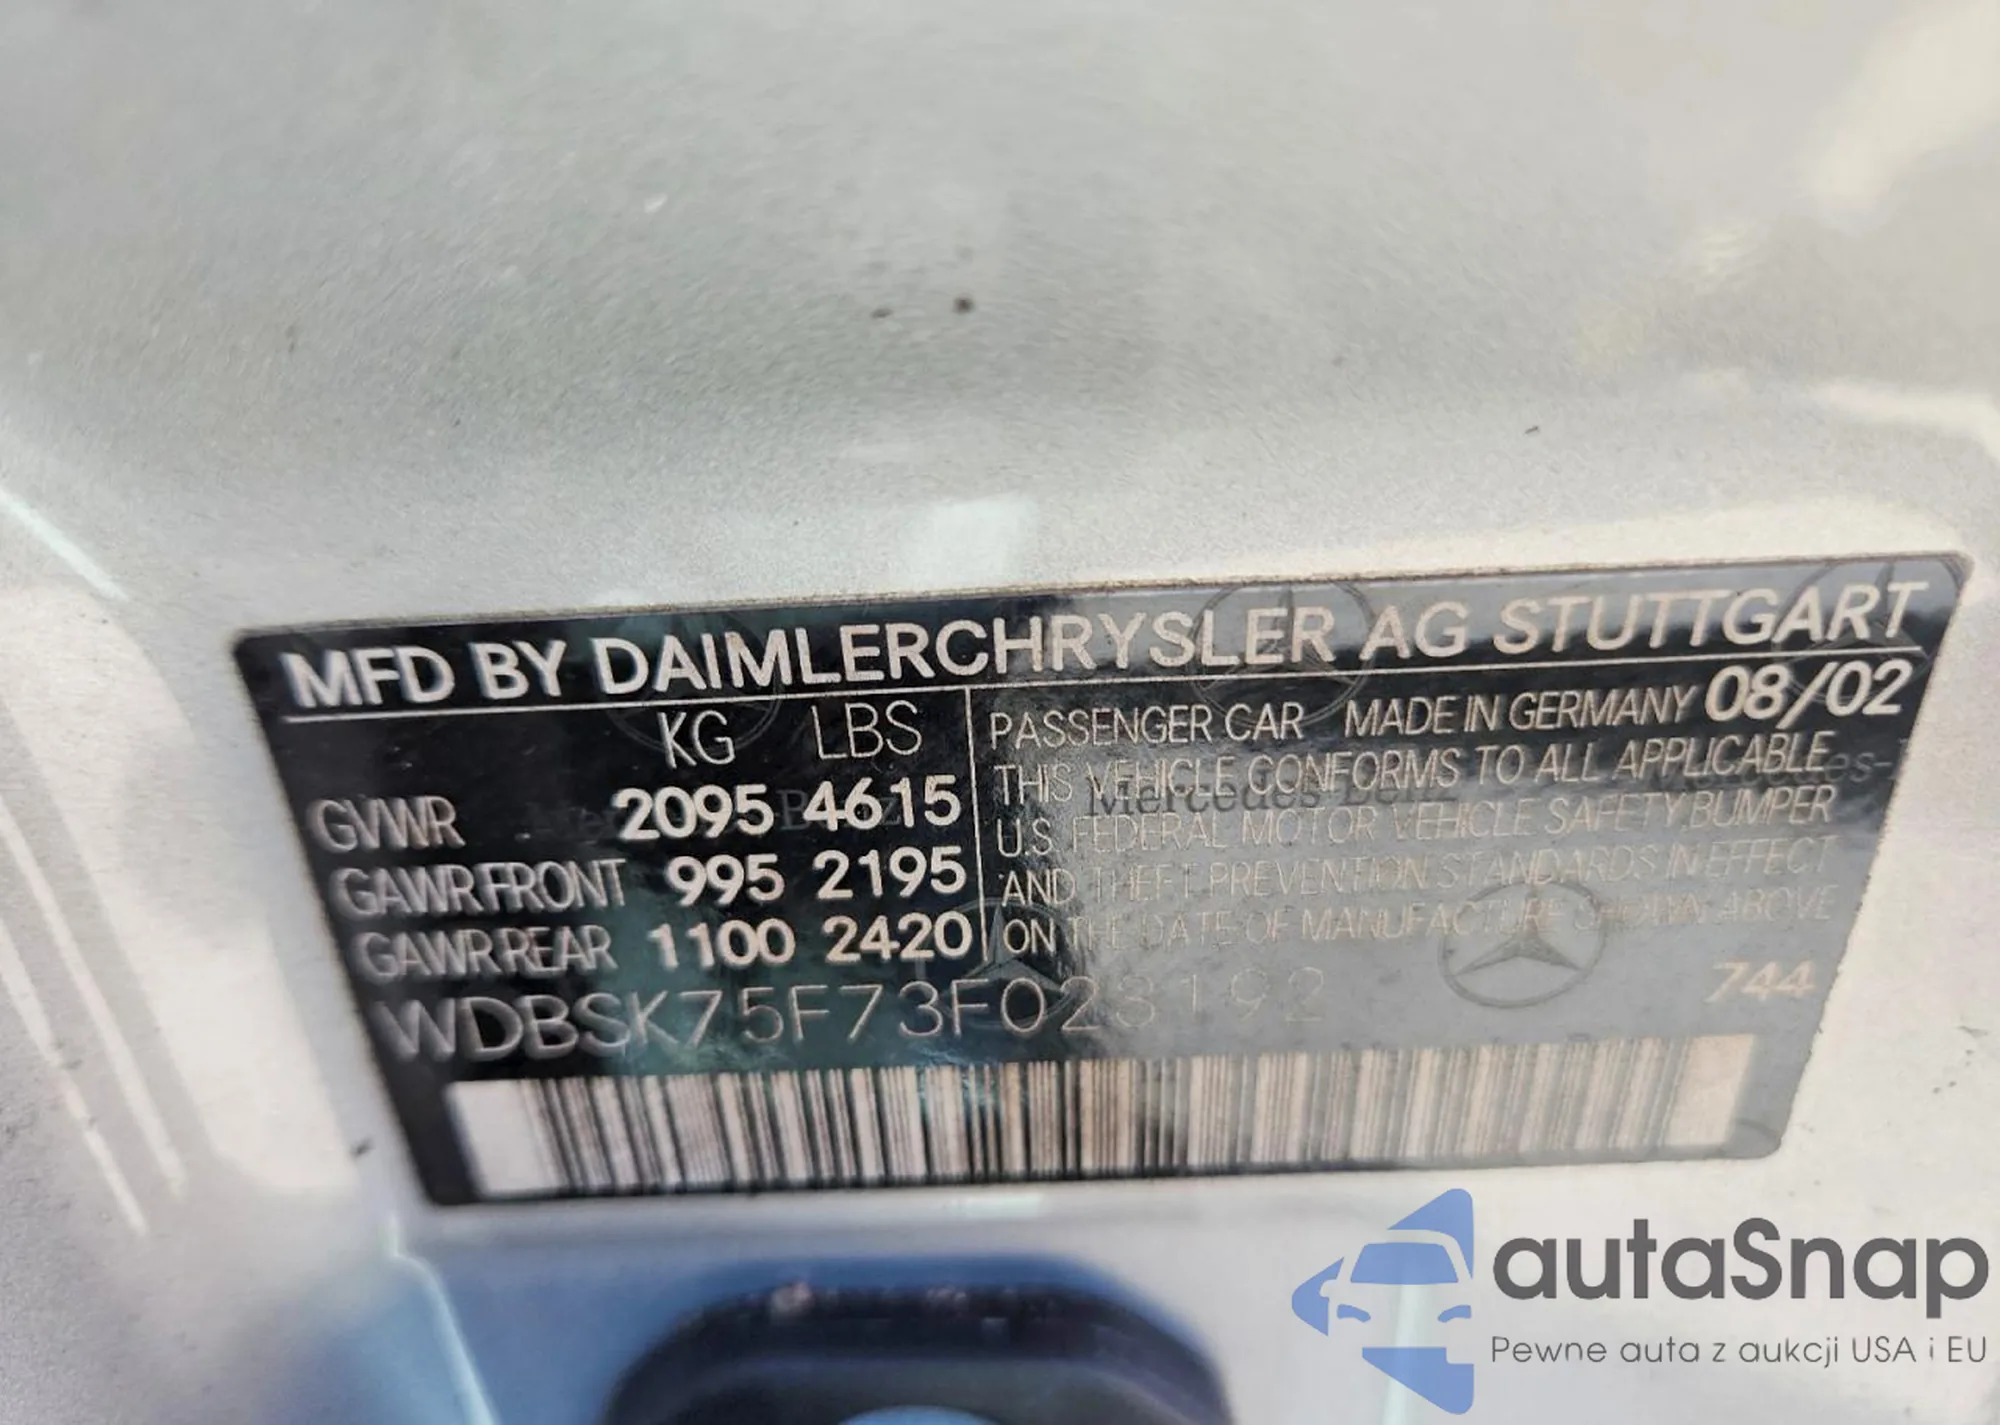 MFD BY DAIMLERCHRYSLER AG STUTTGART
KG LBS
GVWR 2095 4615
GAWR FRONT 995 2195
GAWR REAR 1100 2420
PASSENGER CAR MADE IN GERMANY 08/02
THIS VEHICLE CONFORMS TO ALL APPLICABLE
U.S. FEDERAL MOTOR VEHICLE SAFETY, BUMPER
AND THEFT PREVENTION STANDARDS IN EFFECT
ON THE DATE OF MANUFACTURE SHOWN ABOVE
WDBSK75F73F023192
744
Mercedes-Benz
autaSnap
Pewne auta z aukcji USA i EU